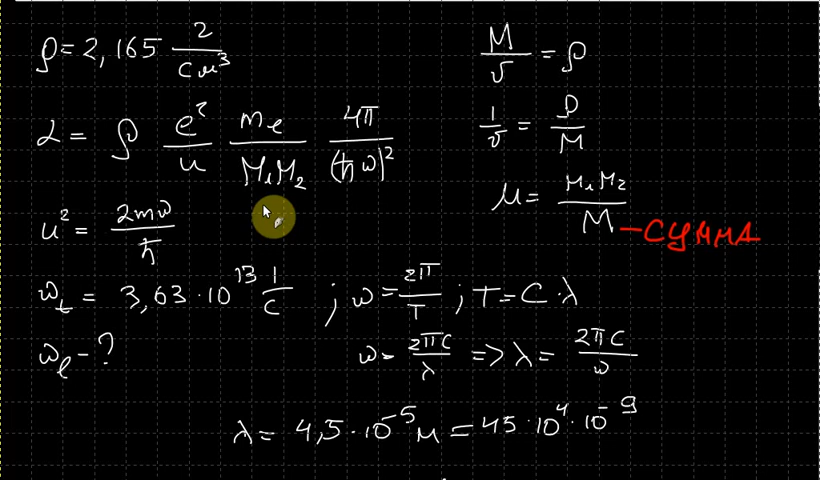 ρ = 2,165 г/см³
M/v = ρ
α = ρ e²/u mₑ/M₁M₂ 4π/(ħω)²
1/v = ρ/M
μ = M₁M₂/M — СУММА
u² = 2mω/ħ
ωₜ = 3,63 · 10¹³ 1/с ; ω = 2π/T ; T = C · λ
ωₗ - ?
ω = 2πc/λ => λ = 2πc/ω
λ = 4,5 · 10⁻⁵ м = 45 · 10⁴ · 10⁻⁹